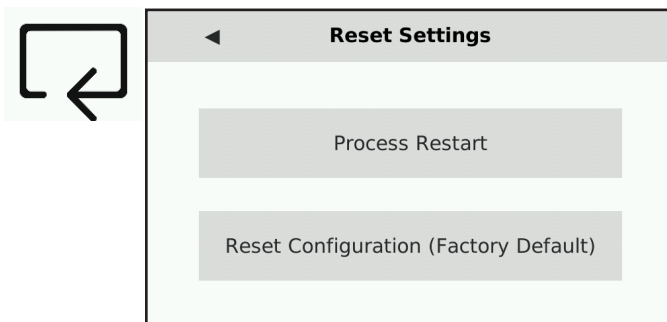 Reset Settings
Process Restart
Reset Configuration (Factory Default)